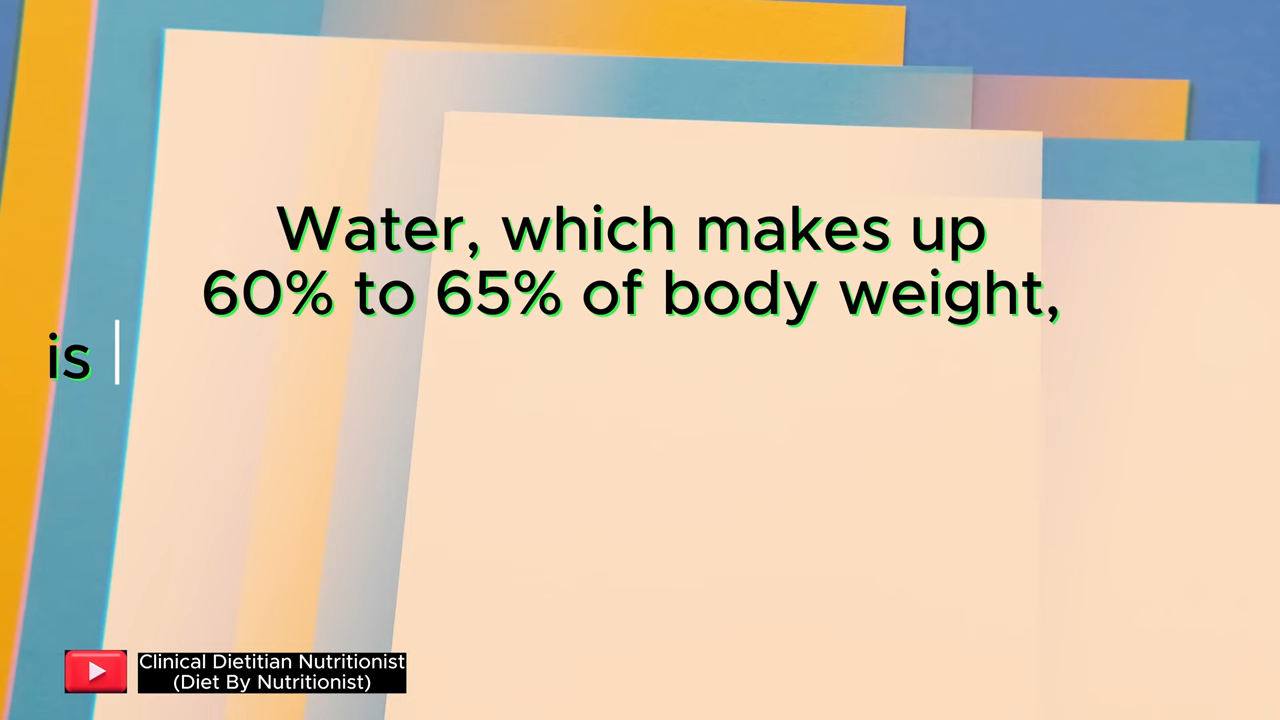 Water, which makes up
60% to 65% of body weight,
is
Clinical Dietitian Nutritionist
(Diet By Nutritionist)